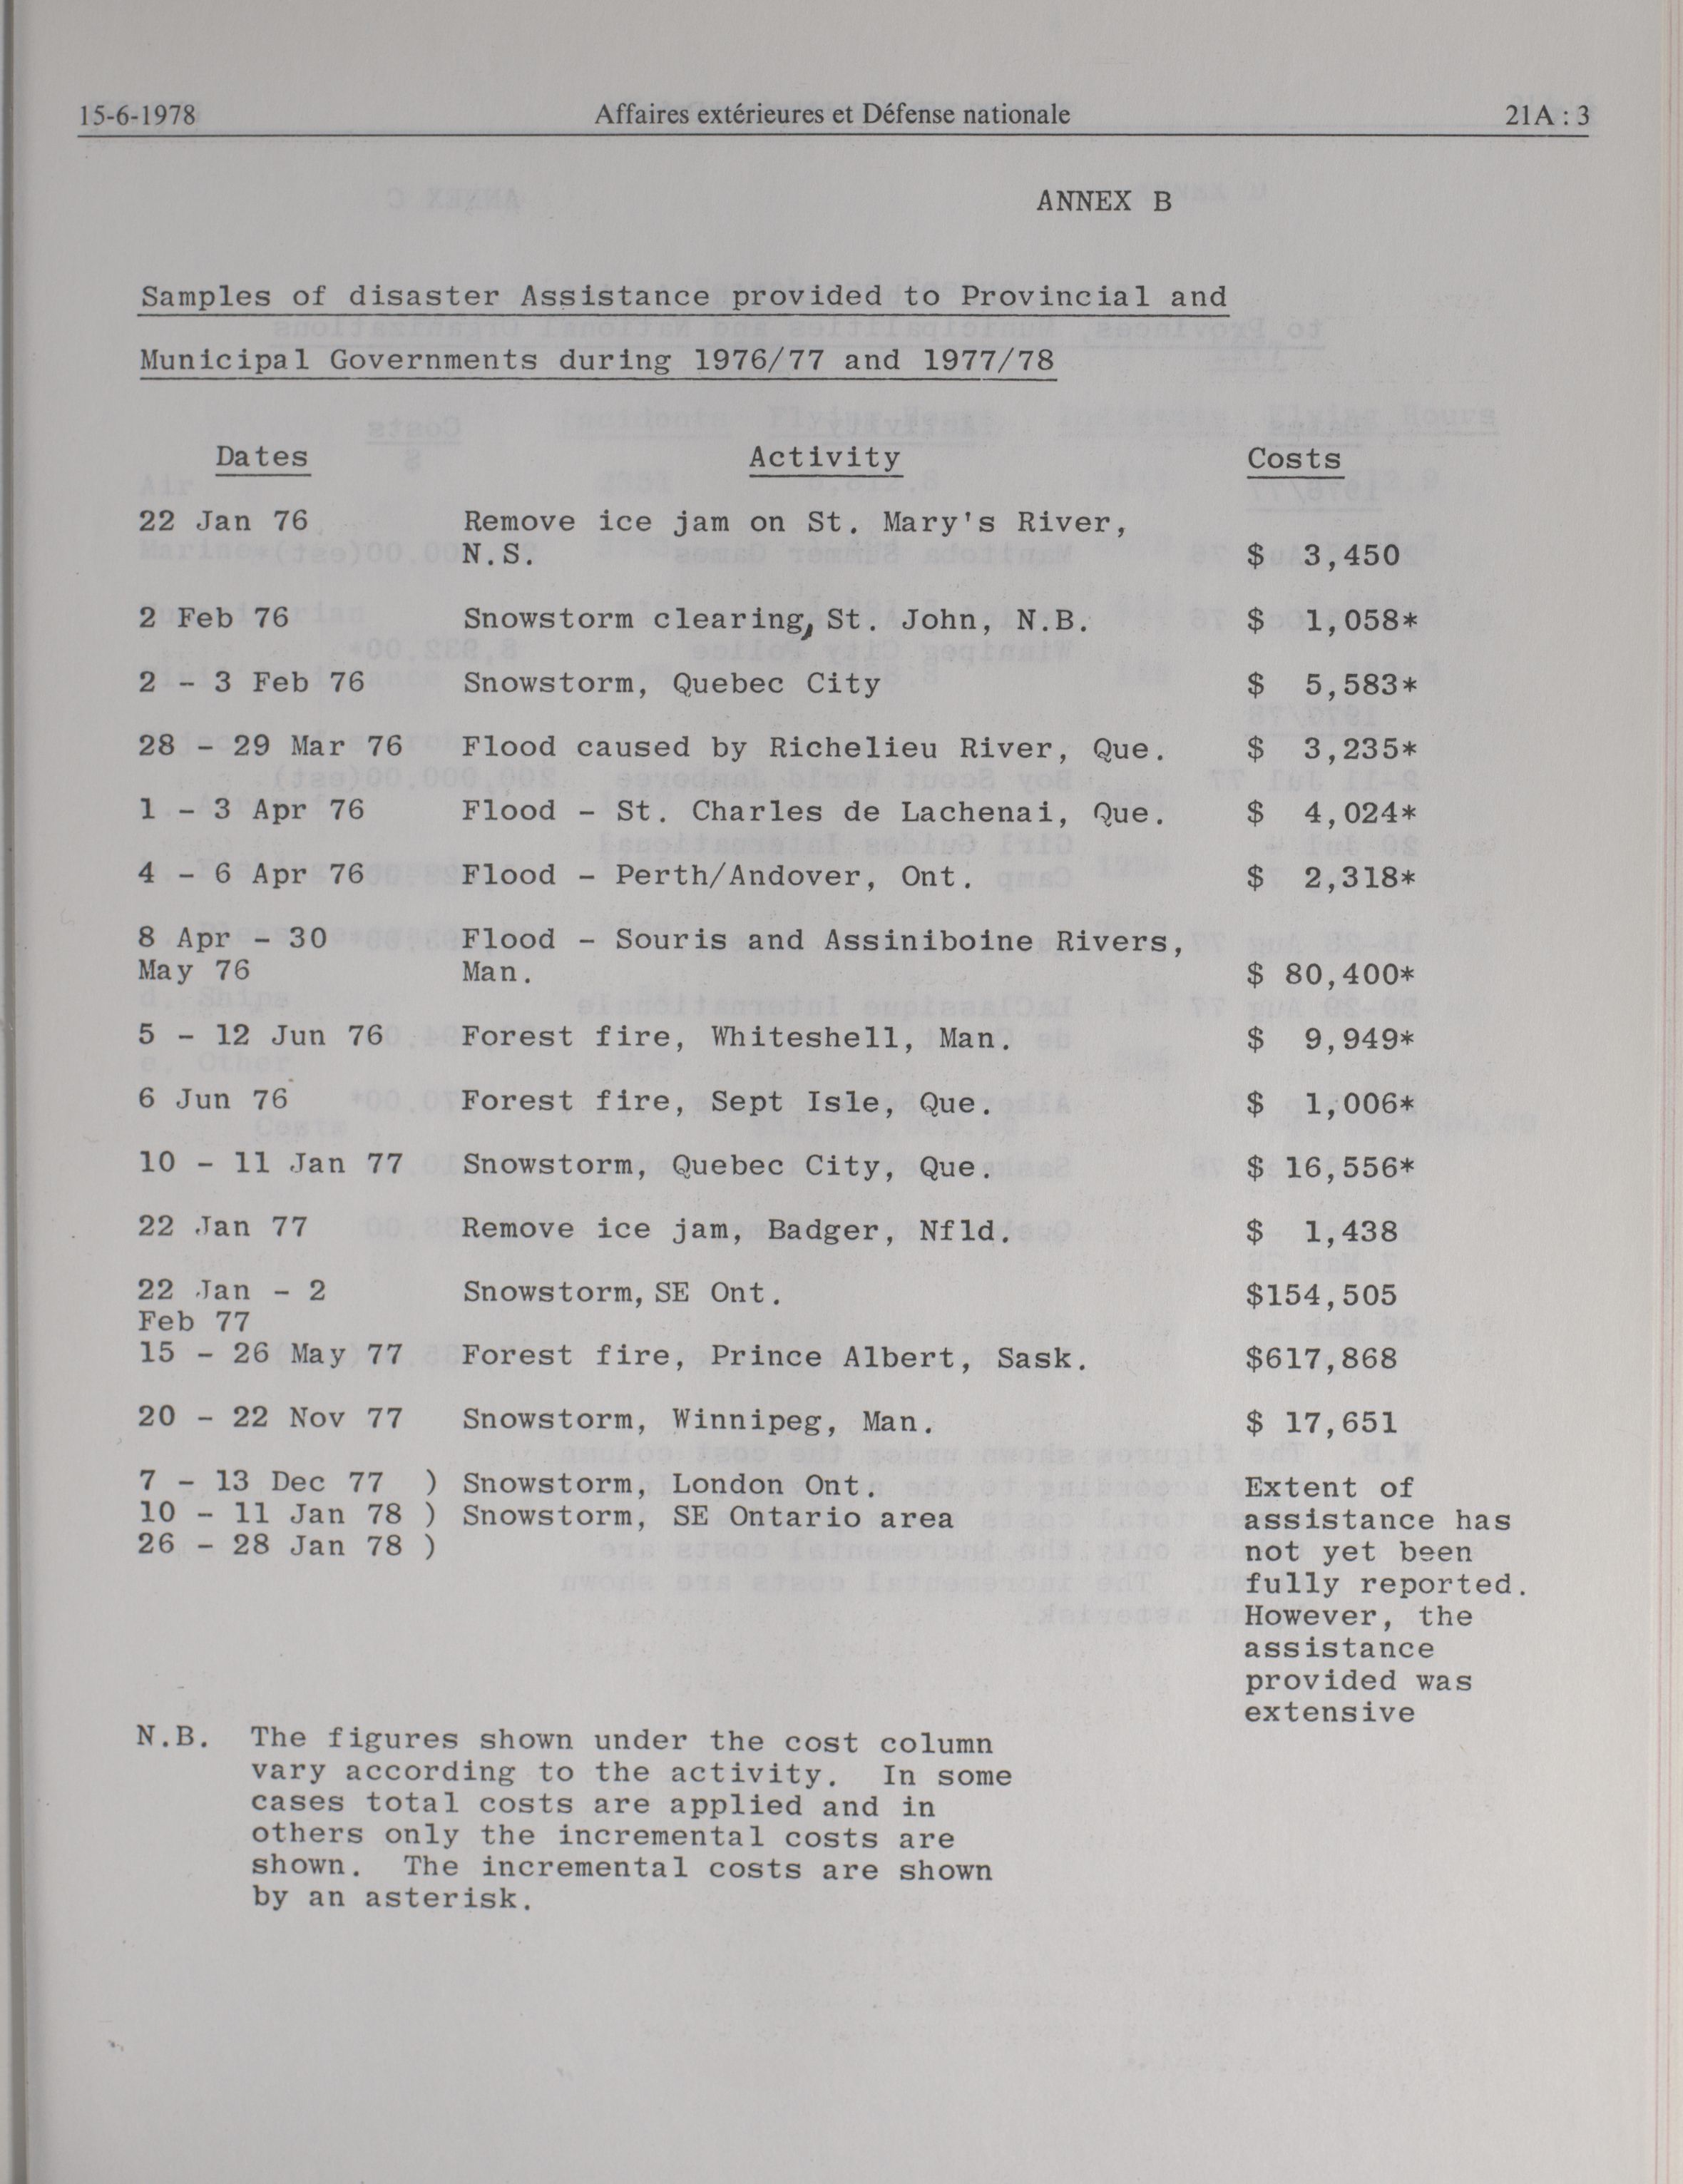 15-6-1978 Affaires extérieures et Défense nationale 21A : 3
ANNEX B
Samples of disaster Assistance provided to Provincial and
Municipal Governments during 1976/77 and 1977/78
Dates Activity Costs
22 Jan 76 Remove ice jam on St. Mary's River,
N.S. $ 3,450
2 Feb 76 Snowstorm clearing, St. John, N.B. $ 1,058*
2 - 3 Feb 76 Snowstorm, Quebec City $ 5,583*
28 - 29 Mar 76 Flood caused by Richelieu River, Que. $ 3,235*
1 - 3 Apr 76 Flood - St. Charles de Lachenai, Que. $ 4,024*
4 - 6 Apr 76 Flood - Perth/Andover, Ont. $ 2,318*
8 Apr - 30 Flood - Souris and Assiniboine Rivers,
May 76 Man. $ 80,400*
5 - 12 Jun 76 Forest fire, Whiteshell, Man. $ 9,949*
6 Jun 76 Forest fire, Sept Isle, Que. $ 1,006*
10 - 11 Jan 77 Snowstorm, Quebec City, Que. $ 16,556*
22 Jan 77 Remove ice jam, Badger, Nfld. $ 1,438
22 Jan - 2 Snowstorm, SE Ont. $154,505
Feb 77
15 - 26 May 77 Forest fire, Prince Albert, Sask. $617,868
20 - 22 Nov 77 Snowstorm, Winnipeg, Man. $ 17,651
7 - 13 Dec 77 ) Snowstorm, London Ont. Extent of
10 - 11 Jan 78 ) Snowstorm, SE Ontario area assistance has
26 - 28 Jan 78 ) not yet been
fully reported.
However, the
assistance
provided was
extensive
N.B. The figures shown under the cost column
vary according to the activity. In some
cases total costs are applied and in
others only the incremental costs are
shown. The incremental costs are shown
by an asterisk.